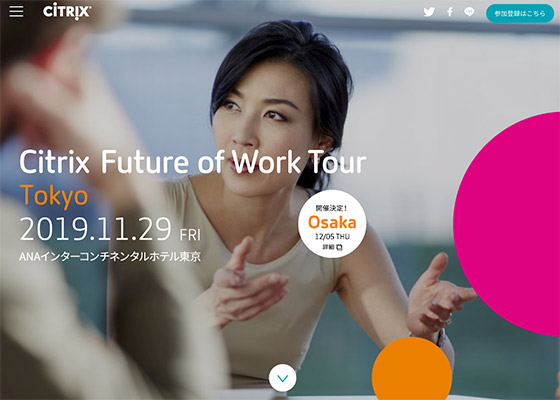 CITRIX
参加登録はこちら
Citrix Future of Work Tour
Tokyo
2019.11.29 FRI
ANAインターコンチネンタルホテル東京
開催決定!
Osaka
12/05 THU
詳細